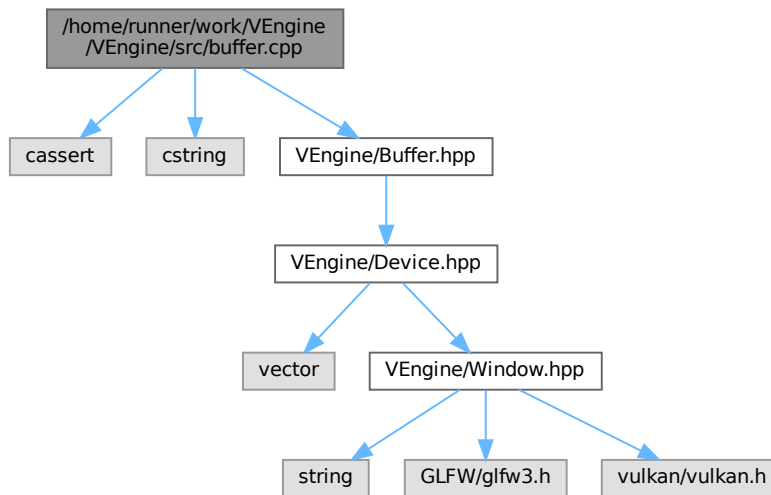 /home/runner/work/VEngine
/VEngine/src/buffer.cpp
cassert
cstring
VEngine/Buffer.hpp
VEngine/Device.hpp
vector
VEngine/Window.hpp
string
GLFW/glfw3.h
vulkan/vulkan.h